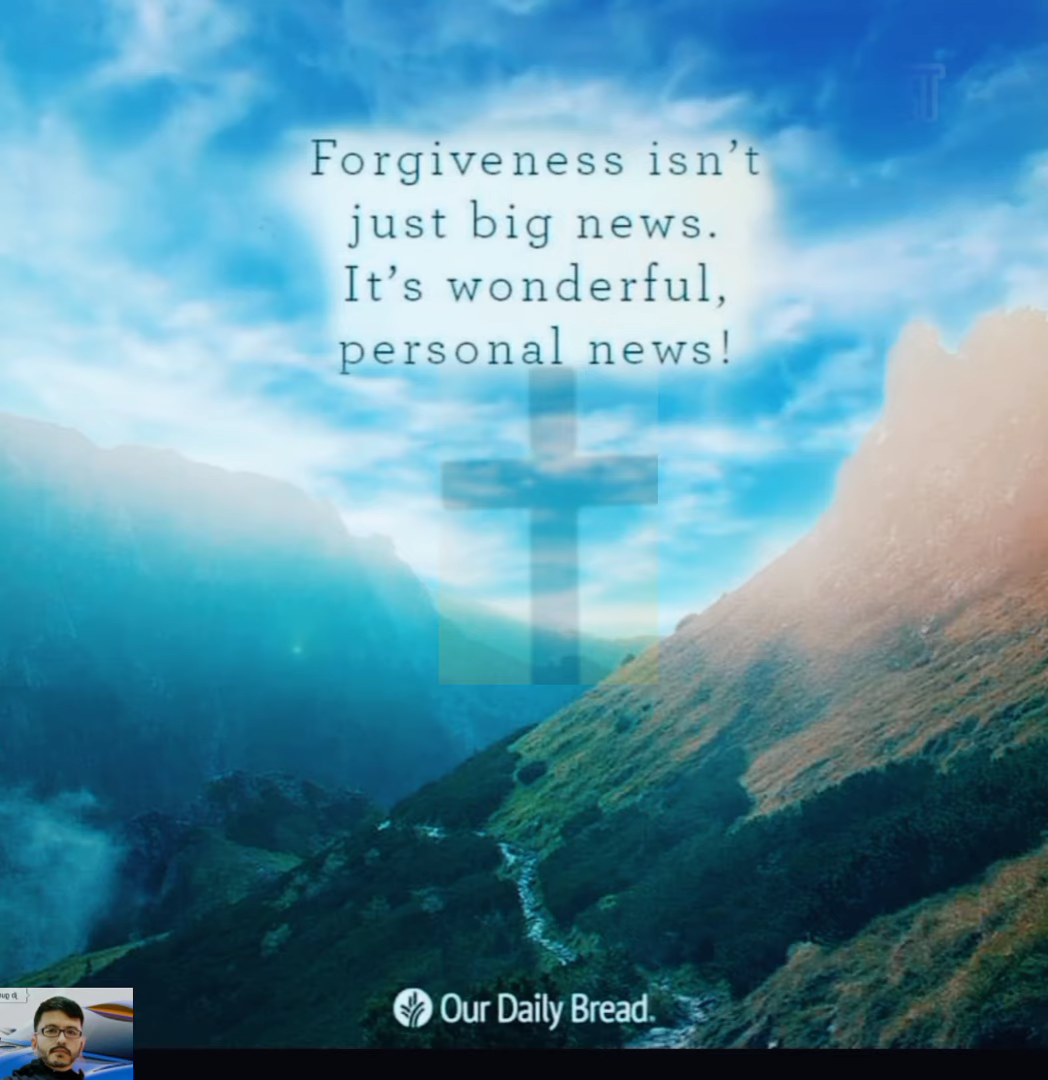 Forgiveness isn’t
just big news.
It’s wonderful,
personal news!
Our Daily Bread.